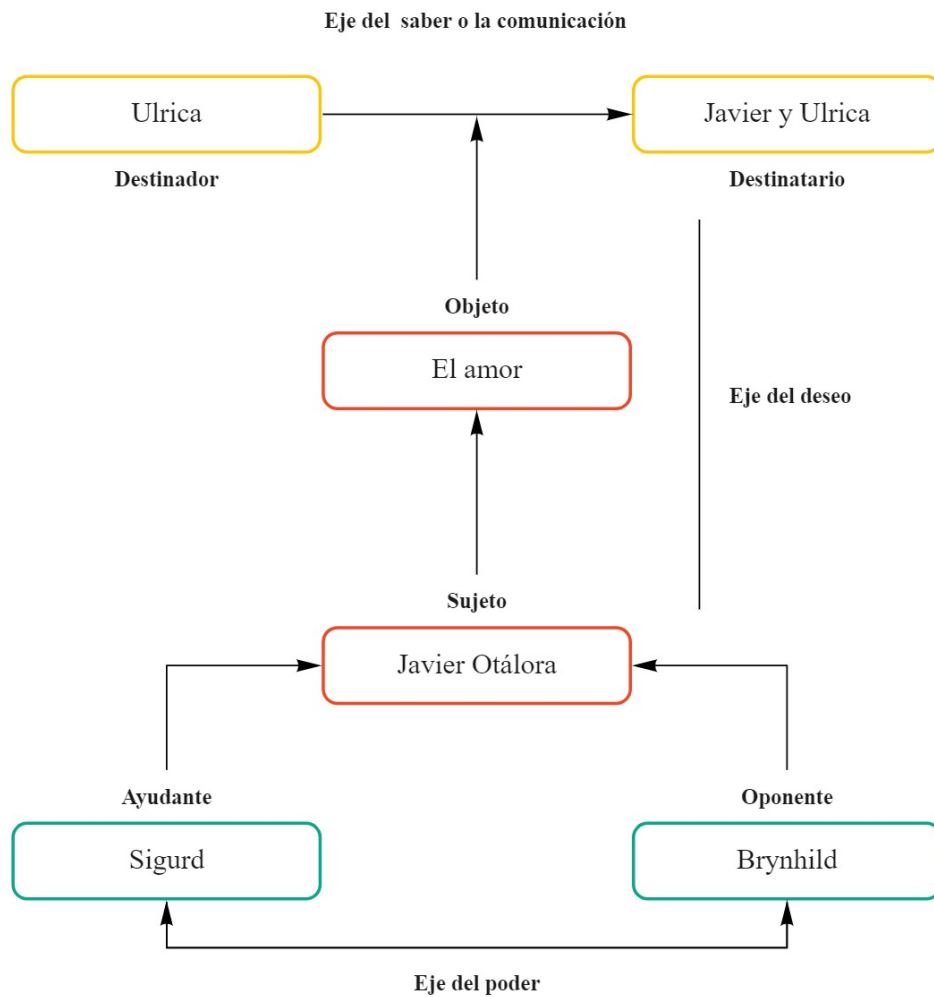 Eje del saber o la comunicación
Ulrica
Javier y Ulrica
Destinador
Destinatario
Objeto
El amor
Eje del deseo
Sujeto
Javier Otálora
Ayudante
Oponente
Sigurd
Brynhild
Eje del poder